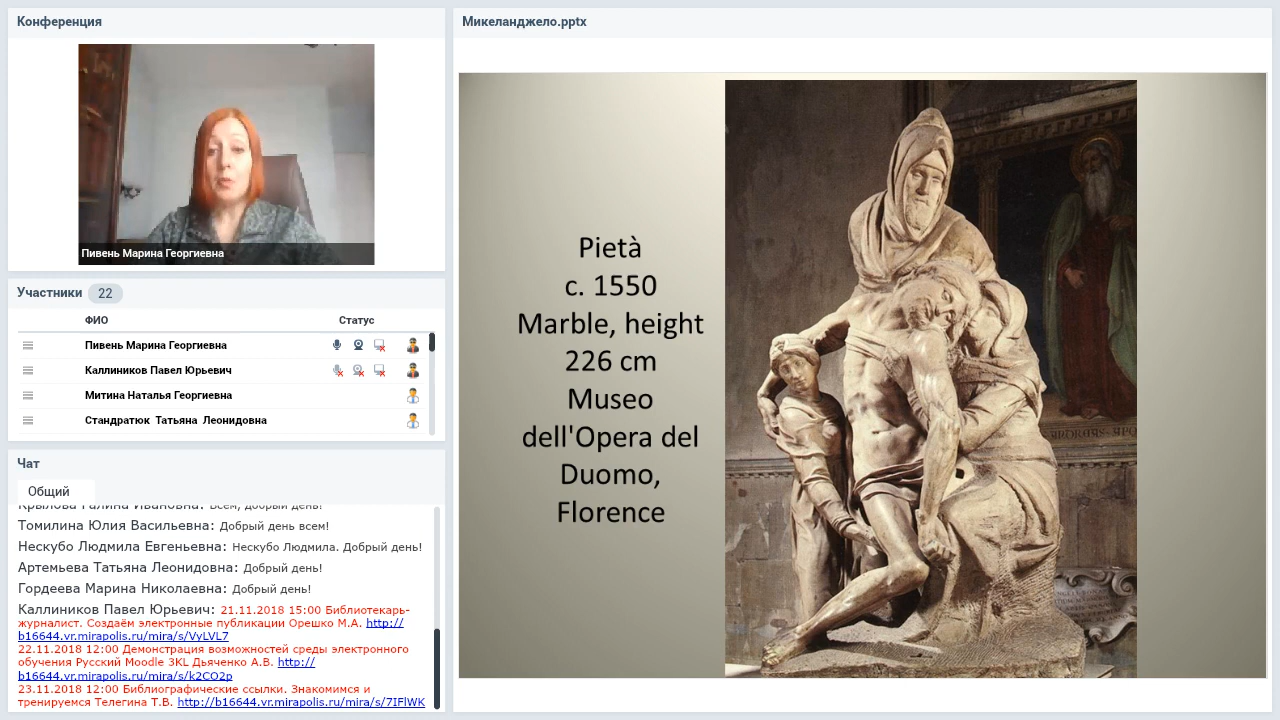 Конференция
Пивень Марина Георгиевна
Участники 22
ФИО Статус
Пивень Марина Георгиевна
Каллиников Павел Юрьевич
Митина Наталья Георгиевна
Стандратюк Татьяна Леонидовна
Чат
Общий
Крылова Галина Ивановна: Всем, добрый день!
Томилина Юлия Васильевна: Добрый день всем!
Нескубо Людмила Евгеньевна: Нескубо Людмила. Добрый день!
Артемьева Татьяна Леонидовна: Добрый день!
Гордеева Марина Николаевна: Добрый день!
Каллиников Павел Юрьевич: 21.11.2018 15:00 Библиотекарь-
журналист. Создаём электронные публикации Орешко М.А. http://
b16644.vr.mirapolis.ru/mira/s/VyLVL7
22.11.2018 12:00 Демонстрация возможностей среды электронного
обучения Русский Moodle 3KL Дьяченко А.В. http://
b16644.vr.mirapolis.ru/mira/s/k2CO2p
23.11.2018 12:00 Библиографические ссылки. Знакомимся и
тренируемся Телегина Т.В. http://b16644.vr.mirapolis.ru/mira/s/7IFlWK
Микеланджело.pptx
Pietà
c. 1550
Marble, height
226 cm
Museo
dell'Opera del
Duomo,
Florence